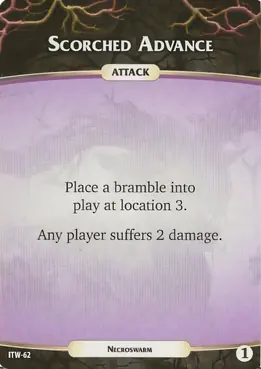 Scorched Advance
ATTACK
Place a bramble into
play at location 3.
Any player suffers 2 damage.
Necroswarm
ITW-62
1